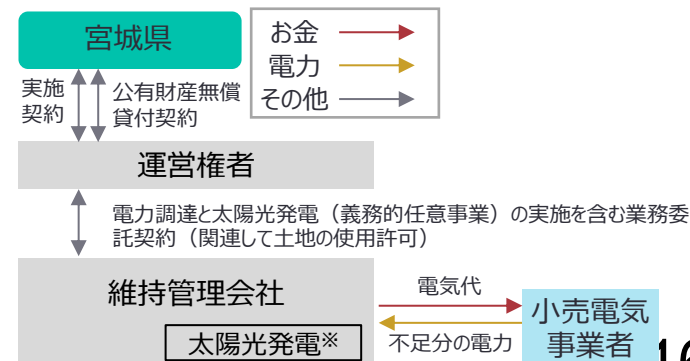 宮城県
お金
電力
その他
実施
契約
公有財産無償
貸付契約
運営権者
電力調達と太陽光発電（義務的任意事業）の実施を含む業務委
託契約（関連して土地の使用許可）
維持管理会社
太陽光発電※
電気代
不足分の電力
小売電気
事業者